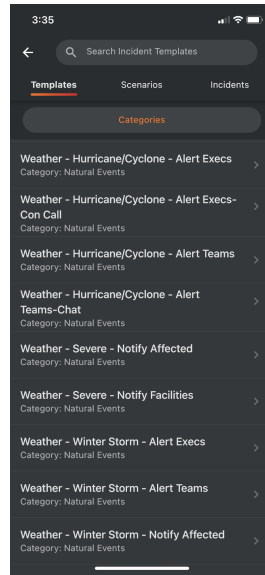 3:35
Search Incident Templates
Templates Scenarios Incidents
Categories
Weather - Hurricane/Cyclone - Alert Execs
Category: Natural Events
Weather - Hurricane/Cyclone - Alert Execs-
Con Call
Category: Natural Events
Weather - Hurricane/Cyclone - Alert Teams
Category: Natural Events
Weather - Hurricane/Cyclone - Alert
Teams-Chat
Category: Natural Events
Weather - Severe - Notify Affected
Category: Natural Events
Weather - Severe - Notify Facilities
Category: Natural Events
Weather - Winter Storm - Alert Execs
Category: Natural Events
Weather - Winter Storm - Alert Teams
Category: Natural Events
Weather - Winter Storm - Notify Affected
Category: Natural Events